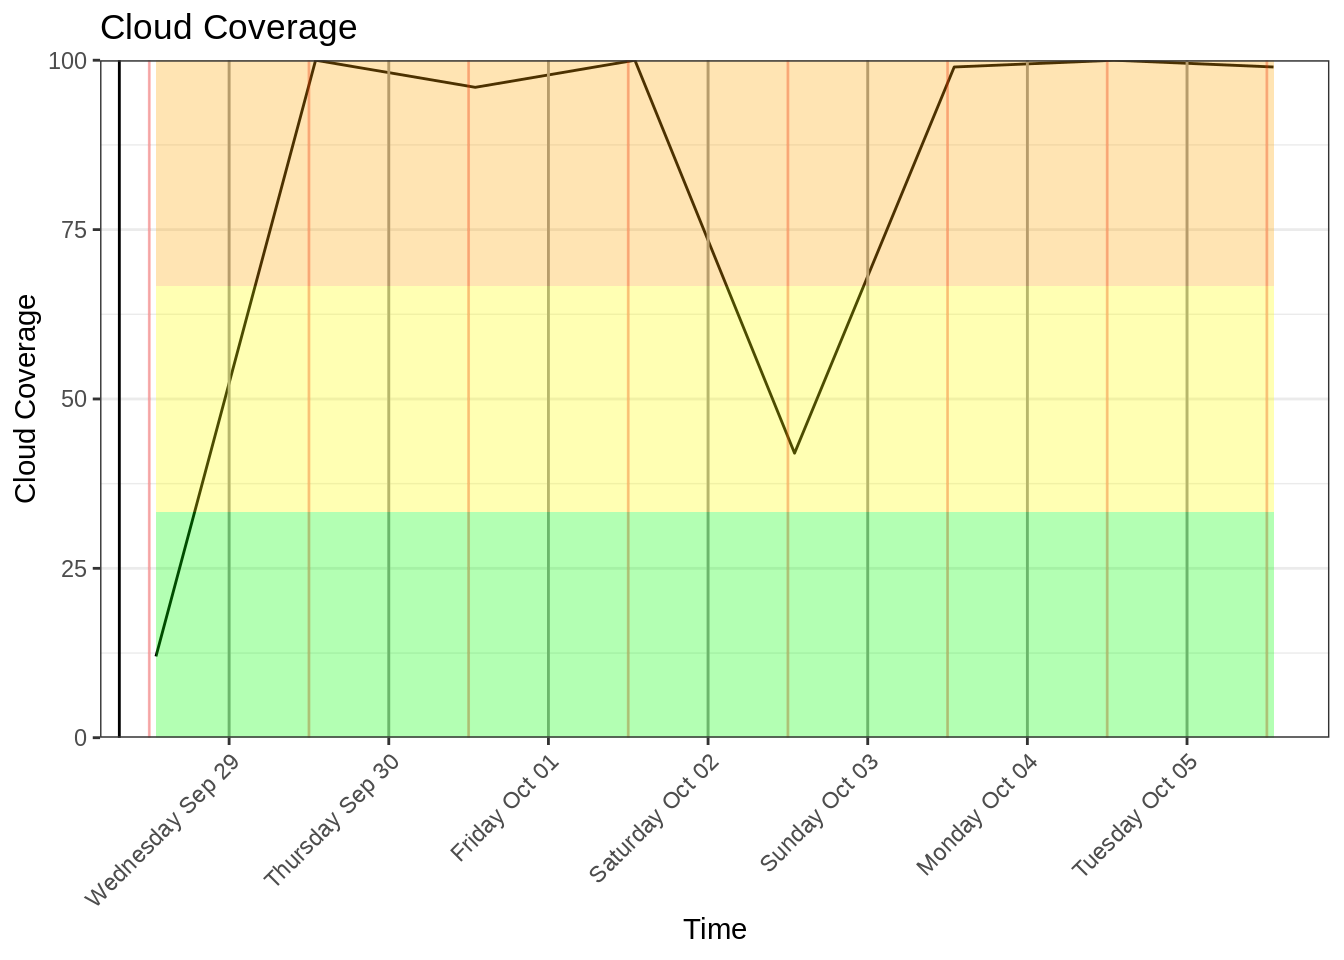 Cloud Coverage
100
75
50
25
0
Cloud Coverage
Wednesday Sep 29
Thursday Sep 30
Friday Oct 01
Saturday Oct 02
Sunday Oct 03
Monday Oct 04
Tuesday Oct 05
Time